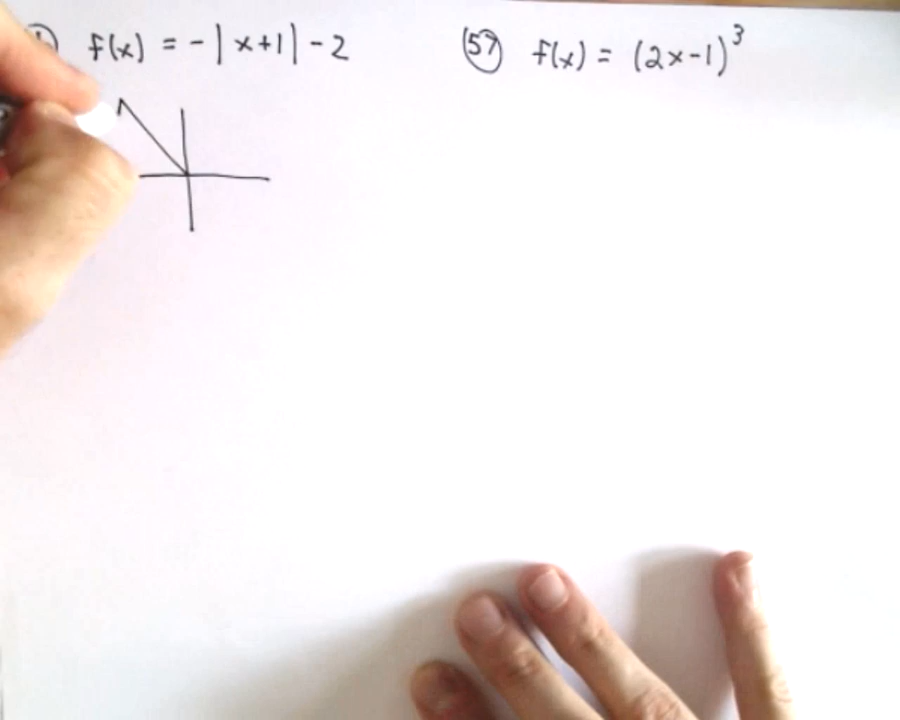 f(x) = -|x+1| - 2
(57) f(x) = (2x-1)³